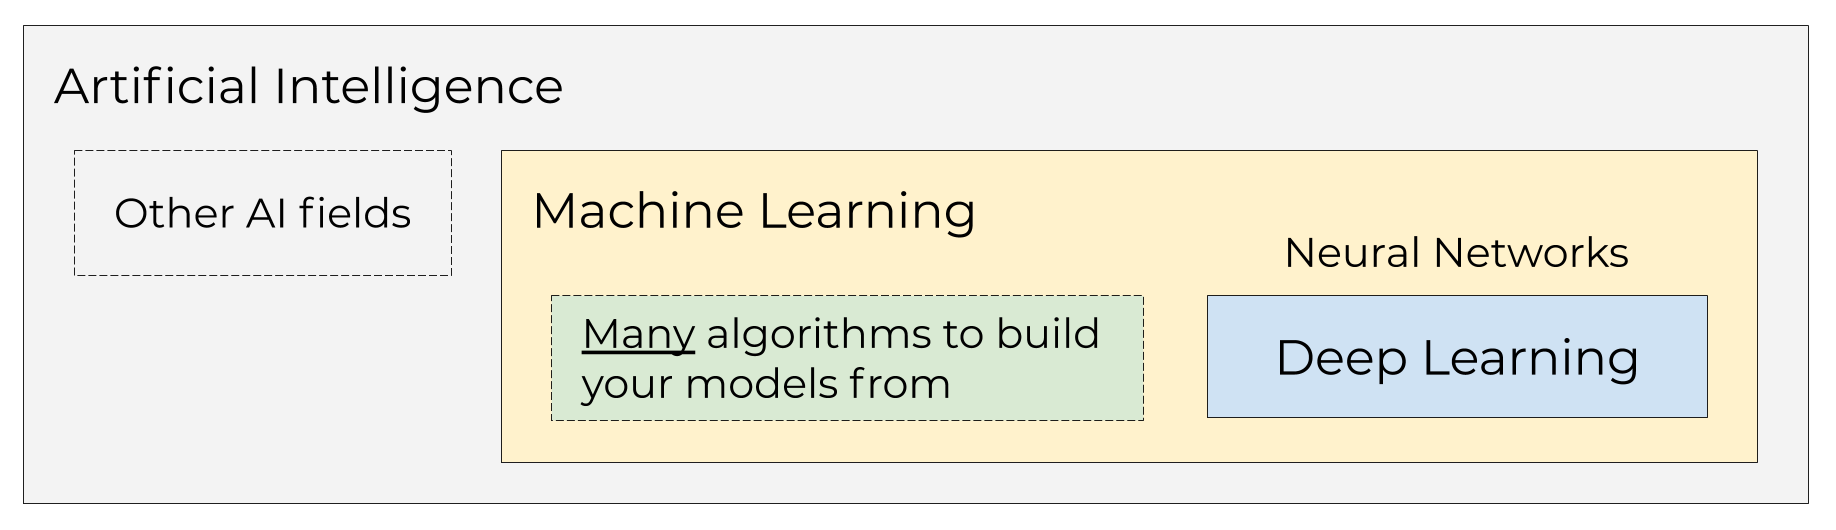 Artificial Intelligence
Other AI fields
Machine Learning
Neural Networks
Many algorithms to build
your models from
Deep Learning